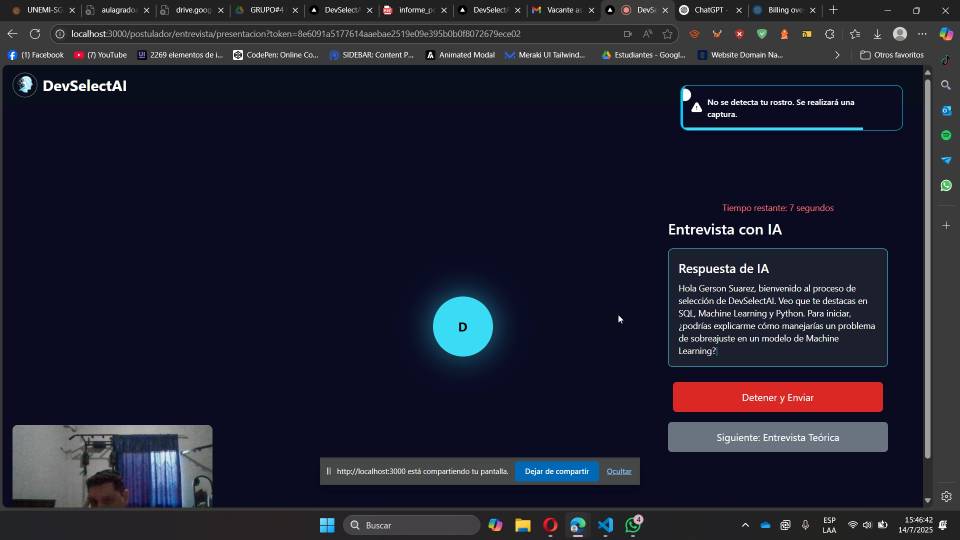 UNEMI-SG
aulagrado
drive.goog
GRUPO#4
DevSelectA
informe_p
DevSelect
Vacante as
DevS
ChatGPT
Billing ove
localhost:3000/postulador/entrevista/presentacion?token=8e6091a5177614aaebae2519e09e395b0b0f8072679ece02
(1) Facebook
(7) YouTube
2269 elementos de i...
CodePen: Online Co...
SIDEBAR: Content P...
Animated Modal
Meraki UI Tailwind...
Estudiantes - Googl...
Website Domain Na...
Otros favoritos
DevSelectAI
No se detecta tu rostro. Se realizará una
captura.
Tiempo restante: 7 segundos
Entrevista con IA
Respuesta de IA
Hola Gerson Suarez, bienvenido al proceso de
selección de DevSelectAI. Veo que te destacas en
SQL, Machine Learning y Python. Para iniciar,
¿podrías explicarme cómo manejarías un problema
de sobreajuste en un modelo de Machine
Learning?
D
Detener y Enviar
Siguiente: Entrevista Teórica
http://localhost:3000 está compartiendo tu pantalla.
Dejar de compartir
Ocultar
Buscar
4
ESP
LAA
15:46:42
14/7/2025